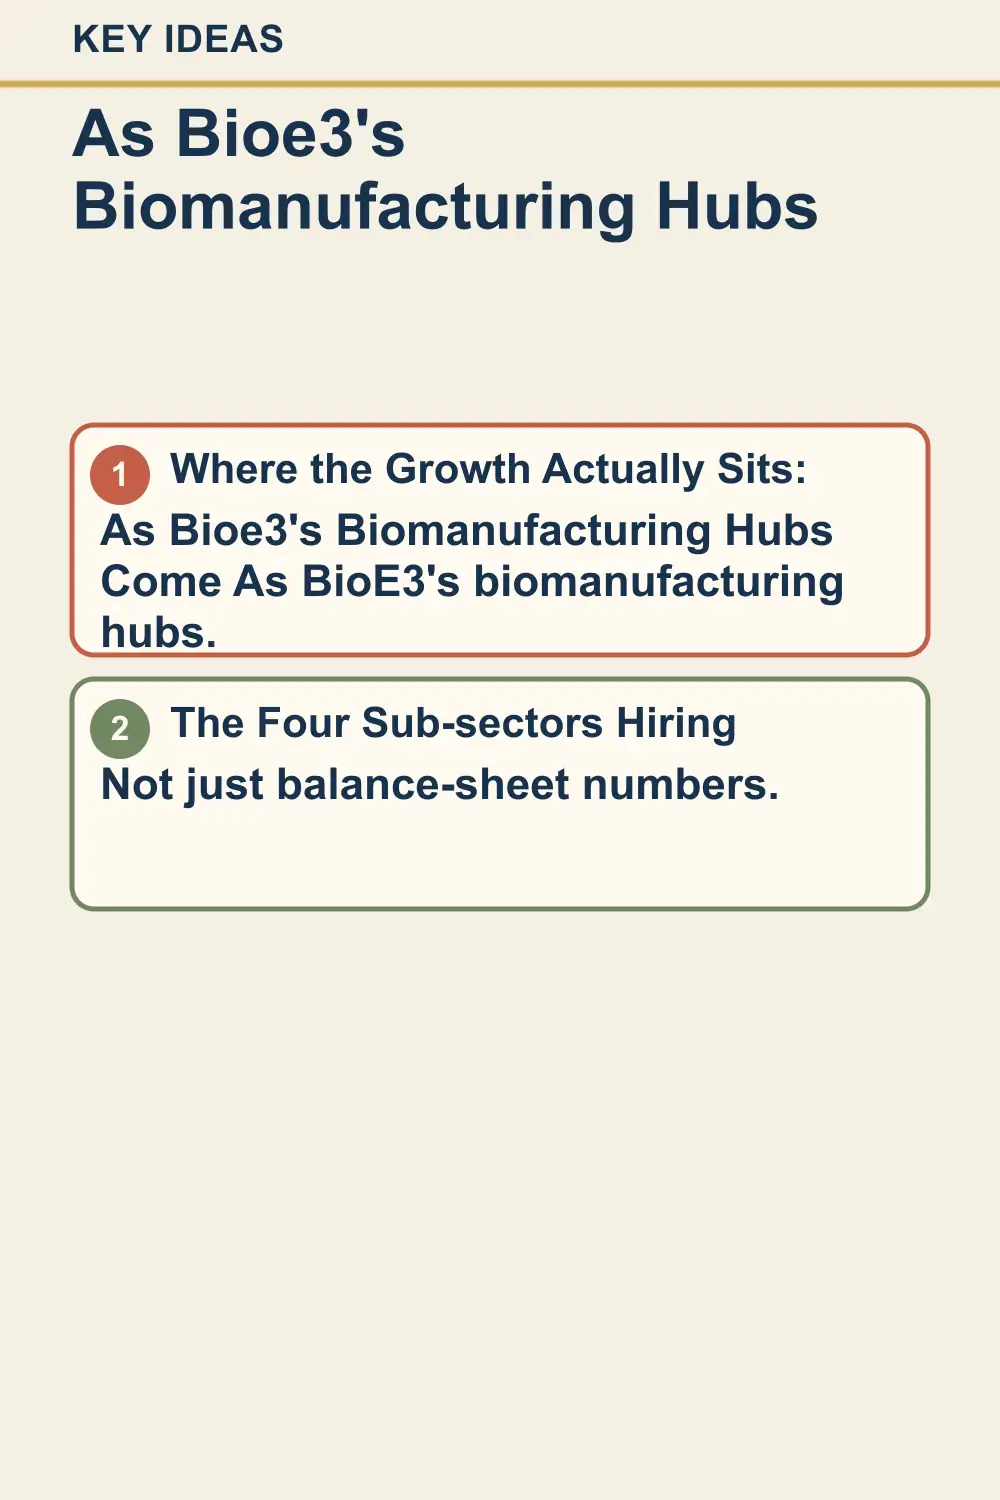 KEY IDEAS
As Bioe3's
Biomanufacturing Hubs
1 Where the Growth Actually Sits:
As Bioe3's Biomanufacturing Hubs
Come As BioE3's biomanufacturing
hubs.
2 The Four Sub-sectors Hiring
Not just balance-sheet numbers.